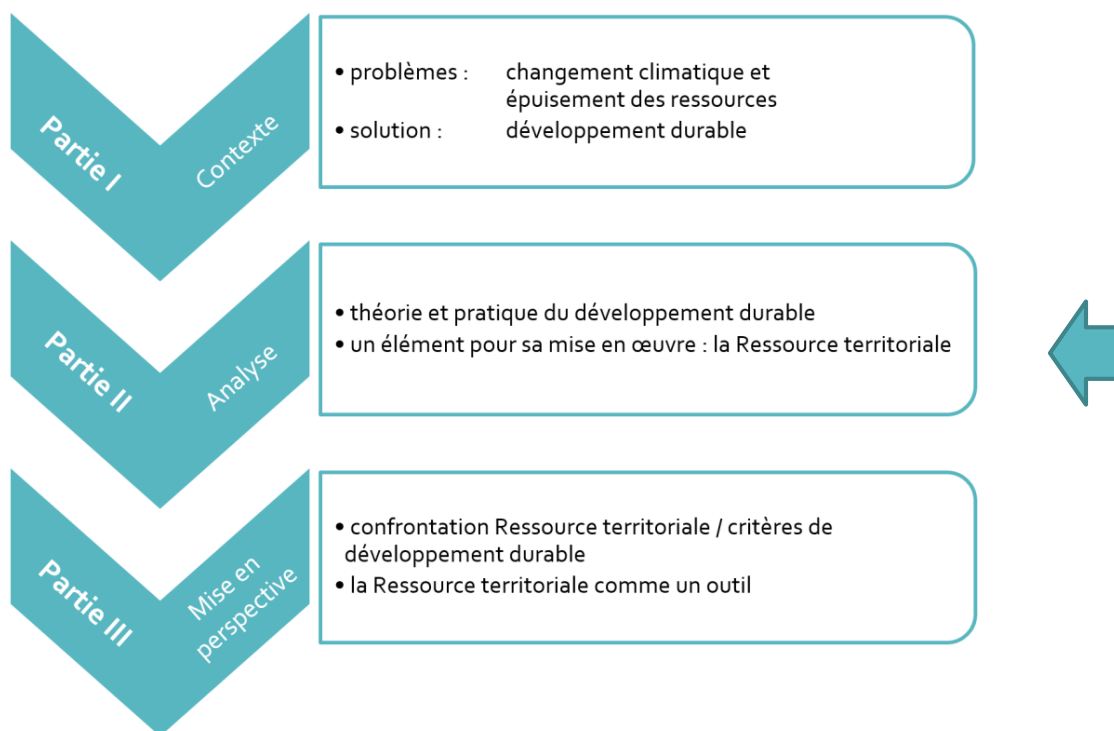 Partie I
Contexte
• problèmes : changement climatique et
épuisement des ressources
• solution : développement durable
Partie II
Analyse
• théorie et pratique du développement durable
• un élément pour sa mise en œuvre : la Ressource territoriale
Partie III
Mise en
perspective
• confrontation Ressource territoriale / critères de
développement durable
• la Ressource territoriale comme un outil